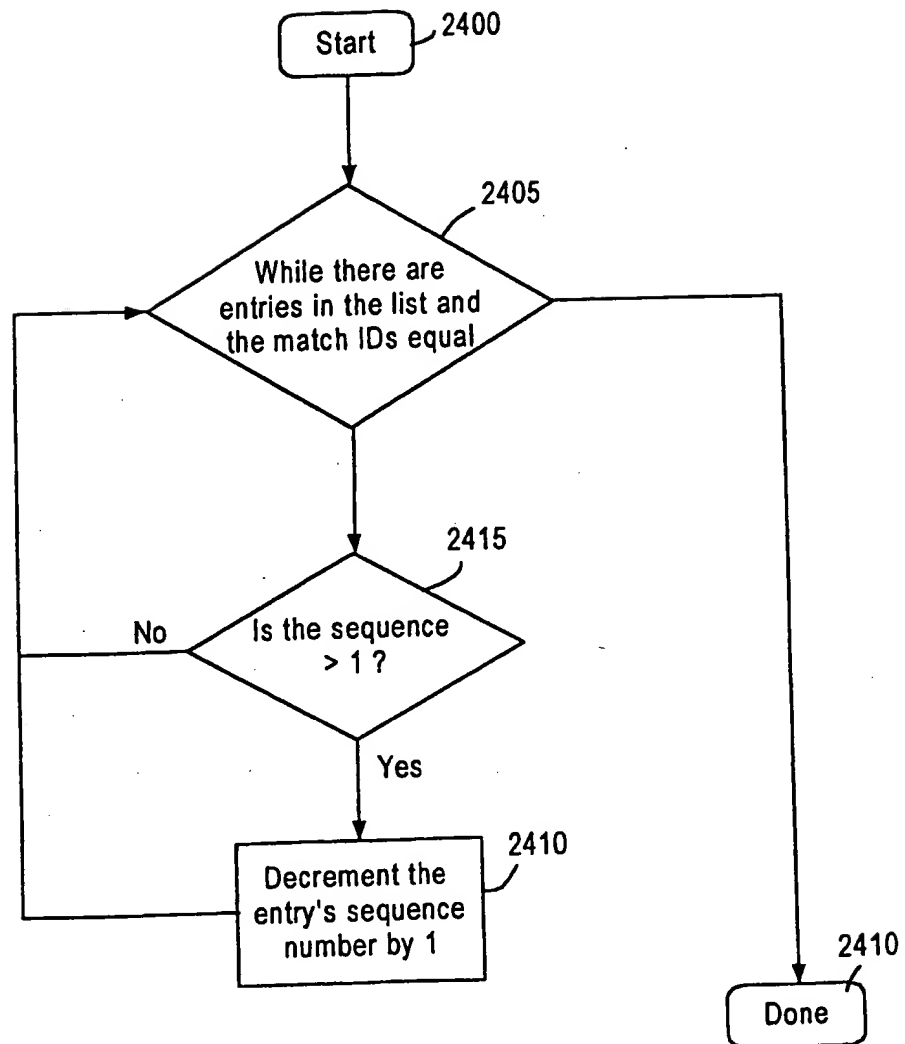 Start
2400
2405
While there are
entries in the list and
the match IDs equal
2415
No
Is the sequence
> 1 ?
Yes
2410
Decrement the
entry's sequence
number by 1
2410
Done